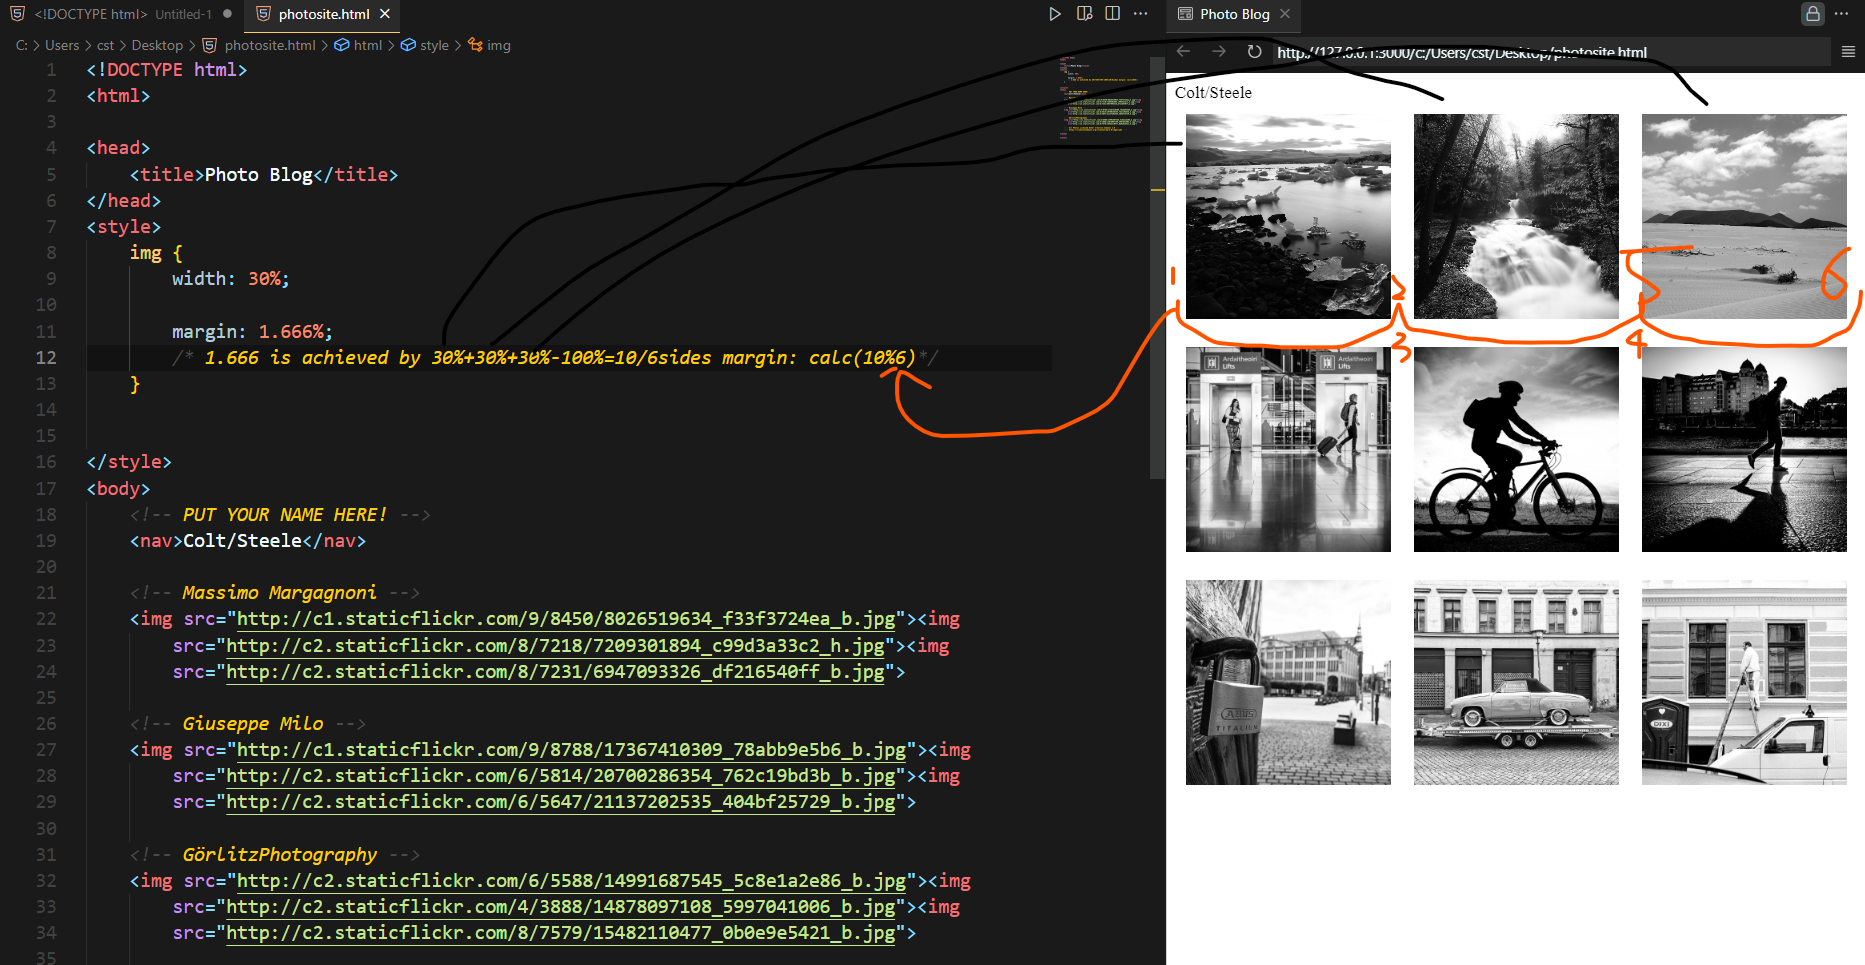 <!DOCTYPE html> Untitled-1
photosite.html
Photo Blog
C: > Users > cst > Desktop > photosite.html > html > style > img
http://127.0.0.1:3000/c:/Users/cst/Desktop/photosite.html
1 <!DOCTYPE html>
2 <html>
3
4 <head>
5 <title>Photo Blog</title>
6 </head>
7 <style>
8 img {
9 width: 30%;
10
11 margin: 1.666%;
12 /* 1.666 is achieved by 30%+30%+30%-100%=10/6sides margin: calc(10%6)*/
13 }
14
15
16 </style>
17 <body>
18 <!-- PUT YOUR NAME HERE! -->
19 <nav>Colt/Steele</nav>
20
21 <!-- Massimo Margagnoni -->
22 <img src="http://c1.staticflickr.com/9/8450/8026519634_f33f3724ea_b.jpg"><img
23 src="http://c2.staticflickr.com/8/7218/7209301894_c99d3a33c2_h.jpg"><img
24 src="http://c2.staticflickr.com/8/7231/6947093326_df216540ff_b.jpg">
25
26 <!-- Giuseppe Milo -->
27 <img src="http://c1.staticflickr.com/9/8788/17367410309_78abb9e5b6_b.jpg"><img
28 src="http://c2.staticflickr.com/6/5814/20700286354_762c19bd3b_b.jpg"><img
29 src="http://c2.staticflickr.com/6/5647/21137202535_404bf25729_b.jpg">
30
31 <!-- GörlitzPhotography -->
32 <img src="http://c2.staticflickr.com/6/5588/14991687545_5c8e1a2e86_b.jpg"><img
33 src="http://c2.staticflickr.com/4/3888/14878097108_5997041006_b.jpg"><img
34 src="http://c2.staticflickr.com/8/7579/15482110477_0b0e9e5421_b.jpg">
35
Colt/Steele
1
2
3
4
5
6
Ardaitheoirí
Lifts
Ardaitheoirí
Lifts
ABUS
TITALIUM
DIXI